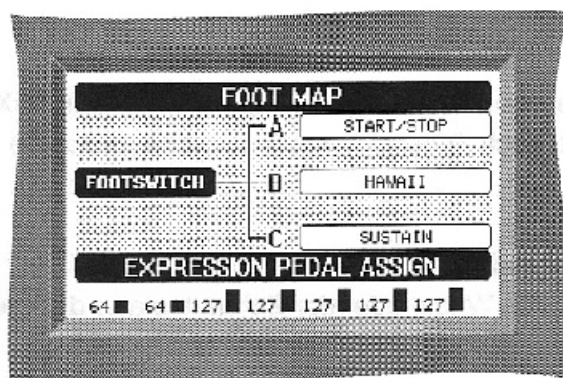 FOOT MAP
A START/STOP
FOOTSWITCH B HAWAII
C SUSTAIN
EXPRESSION PEDAL ASSIGN
64 64 127 127 127 127 127